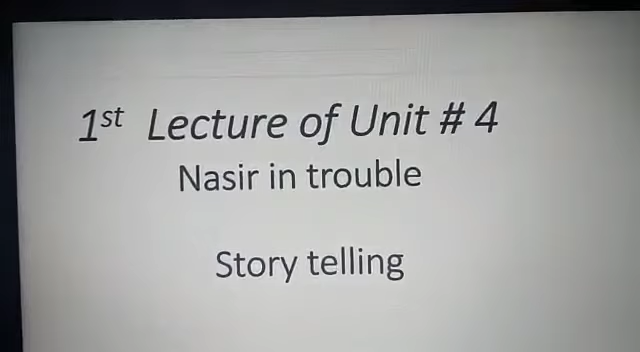 1st Lecture of Unit # 4
Nasir in trouble
Story telling